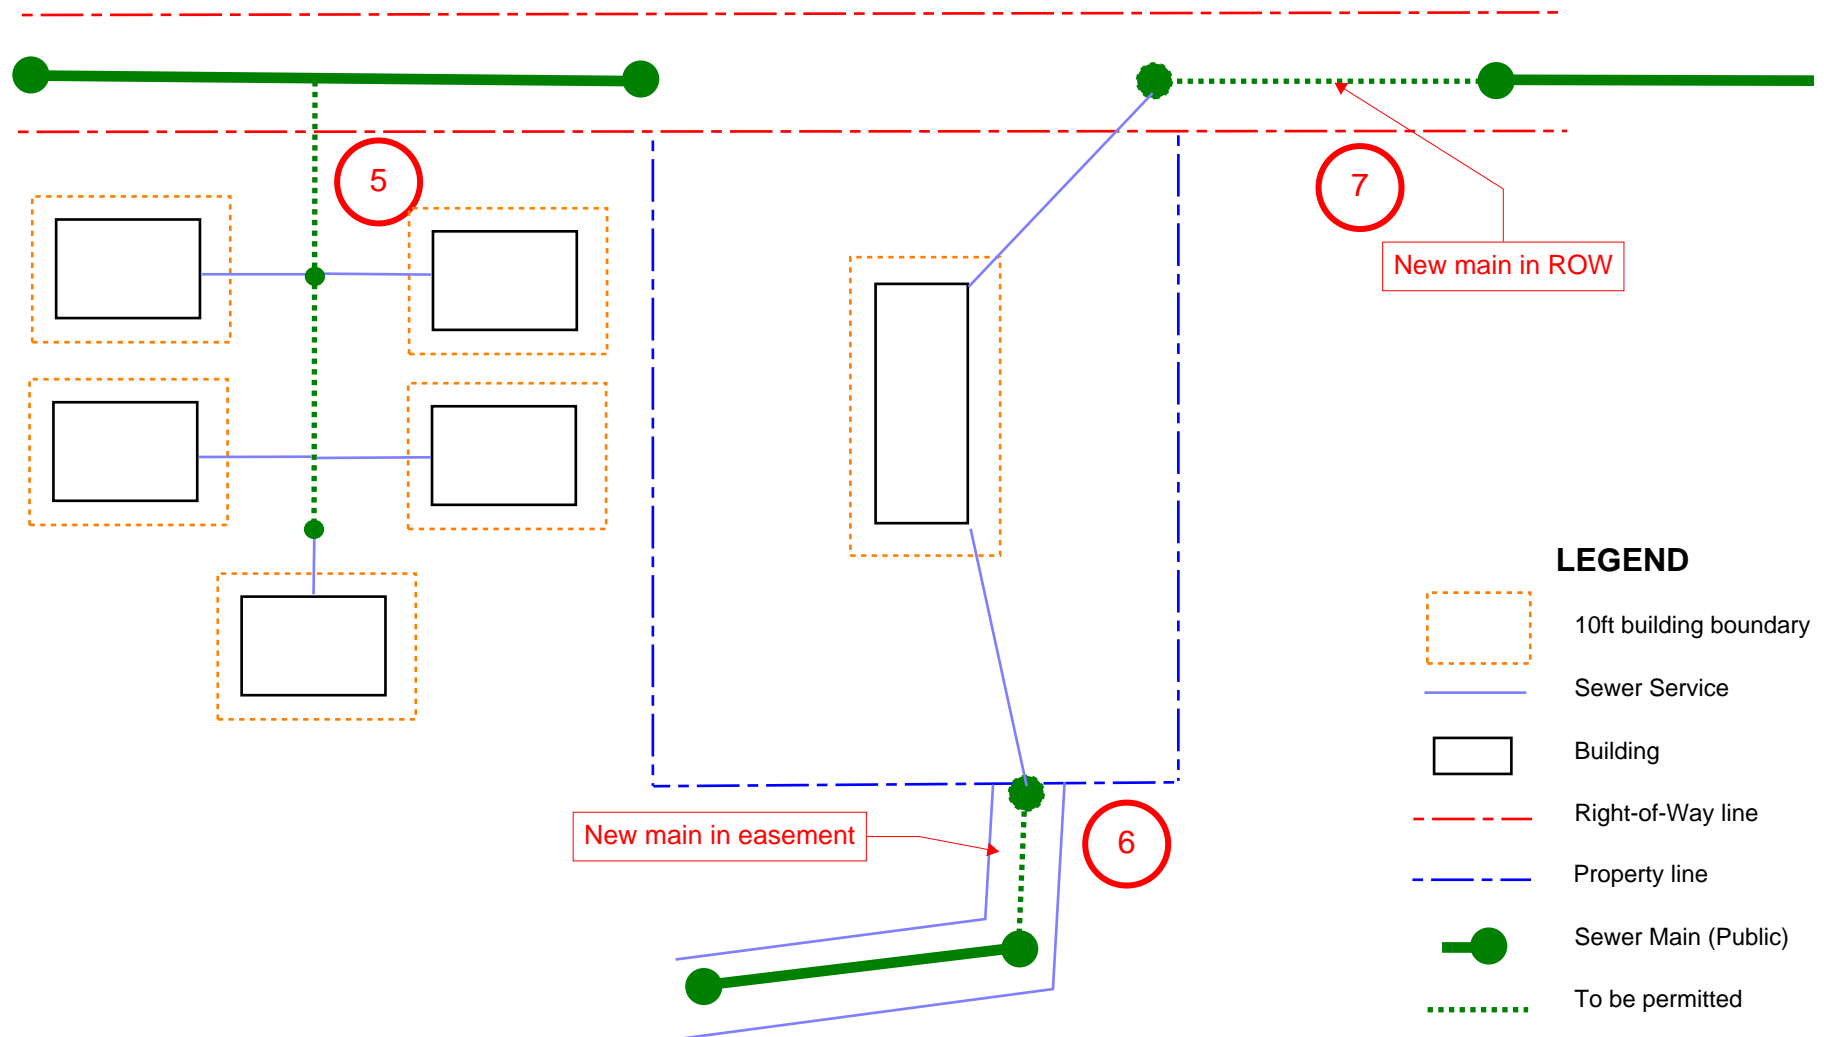 5
7
New main in ROW
New main in easement
6
LEGEND
10ft building boundary
Sewer Service
Building
Right-of-Way line
Property line
Sewer Main (Public)
To be permitted